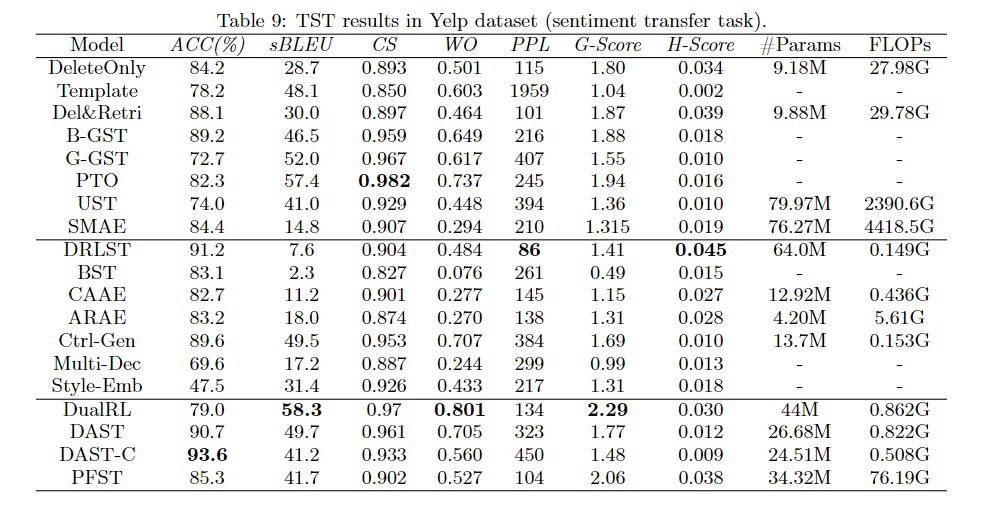 Table 9: TST results in Yelp dataset (sentiment transfer task).
Model ACC(%) sBLEU CS WO PPL G-Score H-Score #Params FLOPs
DeleteOnly 84.2 28.7 0.893 0.501 115 1.80 0.034 9.18M 27.98G
Template 78.2 48.1 0.850 0.603 1959 1.04 0.002 - -
Del&Retri 88.1 30.0 0.897 0.464 101 1.87 0.039 9.88M 29.78G
B-GST 89.2 46.5 0.959 0.649 216 1.88 0.018 - -
G-GST 72.7 52.0 0.967 0.617 407 1.55 0.010 - -
PTO 82.3 57.4 0.982 0.737 245 1.94 0.016 - -
UST 74.0 41.0 0.929 0.448 394 1.36 0.010 79.97M 2390.6G
SMAE 84.4 14.8 0.907 0.294 210 1.315 0.019 76.27M 4418.5G
DRLST 91.2 7.6 0.904 0.484 86 1.41 0.045 64.0M 0.149G
BST 83.1 2.3 0.827 0.076 261 0.49 0.015 - -
CAAE 82.7 11.2 0.901 0.277 145 1.15 0.027 12.92M 0.436G
ARAE 83.2 18.0 0.874 0.270 138 1.31 0.028 4.20M 5.61G
Ctrl-Gen 89.6 49.5 0.953 0.707 384 1.69 0.010 13.7M 0.153G
Multi-Dec 69.6 17.2 0.887 0.244 299 0.99 0.013 - -
Style-Emb 47.5 31.4 0.926 0.433 217 1.31 0.018 - -
DualRL 79.0 58.3 0.97 0.801 134 2.29 0.030 44M 0.862G
DAST 90.7 49.7 0.961 0.705 323 1.77 0.012 26.68M 0.822G
DAST-C 93.6 41.2 0.933 0.560 450 1.48 0.009 24.51M 0.508G
PFST 85.3 41.7 0.902 0.527 104 2.06 0.038 34.32M 76.19G